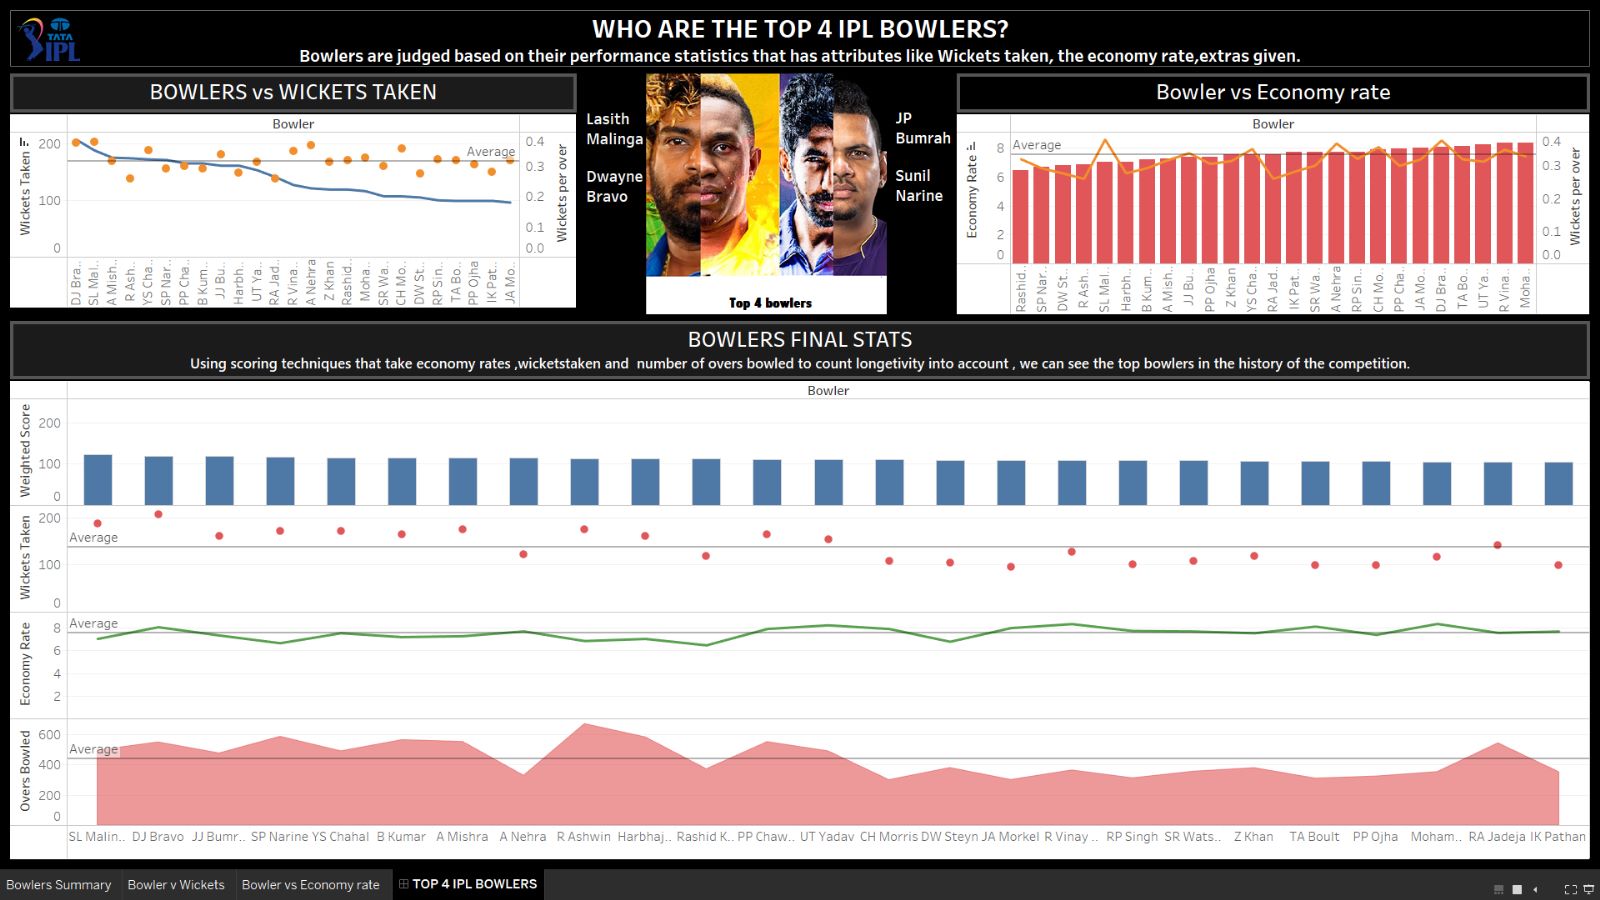 TATA
IPL
WHO ARE THE TOP 4 IPL BOWLERS?
Bowlers are judged based on their performance statistics that has attributes like Wickets taken, the economy rate,extras given.
BOWLERS vs WICKETS TAKEN
Bowler
Wickets Taken
200
100
0
Average
0.4
0.3
0.2
0.1
0.0
Wickets per over
DJ Bra..
SL Mal..
A Mish..
R Ash..
YS Cha..
SP Nar..
PP Cha..
B Kum..
JJ Bu..
Harbh..
UT Ya..
RA Jad..
R Vina..
A Nehra
Z Khan
Rashid..
Moha..
SR Wa..
CH Mo..
DW St..
RP Sin..
TA Bo..
PP Ojha
IK Pat..
JA Mo..
Lasith
Malinga
Dwayne
Bravo
JP
Bumrah
Sunil
Narine
Top 4 bowlers
Bowler vs Economy rate
Bowler
Economy Rate
8
6
4
2
0
Average
0.4
0.3
0.2
0.1
0.0
Wickets per over
Rashid..
SP Nar..
DW St..
R Ash..
SL Mal..
Harbh..
B Kum..
A Mish..
JJ Bu..
PP Ojha
Z Khan
YS Cha..
RA Jad..
IK Pat..
SR Wa..
A Nehra
RP Sin..
CH Mo..
PP Cha..
JA Mo..
DJ Bra..
TA Bo..
UT Ya..
R Vina..
Moha..
BOWLERS FINAL STATS
Using scoring techniques that take economy rates ,wicketstaken and number of overs bowled to count longetivity into account , we can see the top bowlers in the history of the competition.
Bowler
Weighted Score
200
100
0
Wickets Taken
200
Average
100
0
Economy Rate
Average
8
6
4
2
Overs Bowled
600
Average
400
200
0
SL Malin.. DJ Bravo JJ Bumr.. SP Narine YS Chahal B Kumar A Mishra A Nehra R Ashwin Harbhaj.. Rashid K.. PP Chaw.. UT Yadav CH Morris DW Steyn JA Morkel R Vinay .. RP Singh SR Wats.. Z Khan TA Boult PP Ojha Moham.. RA Jadeja IK Pathan
Bowlers Summary Bowler v Wickets Bowler vs Economy rate TOP 4 IPL BOWLERS